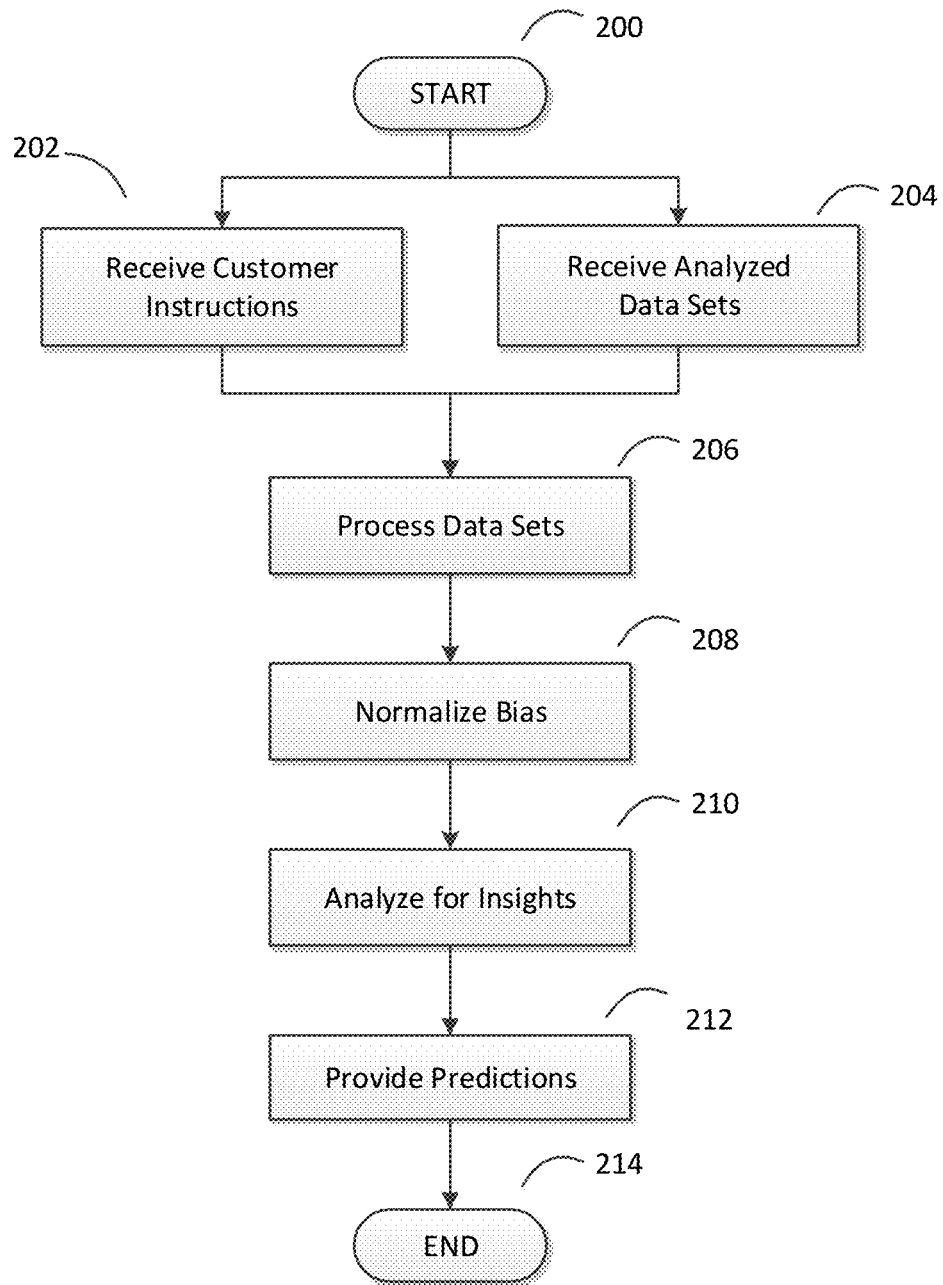 200
START
202
204
Receive Customer
Instructions
Receive Analyzed
Data Sets
206
Process Data Sets
208
Normalize Bias
210
Analyze for Insights
212
Provide Predictions
214
END